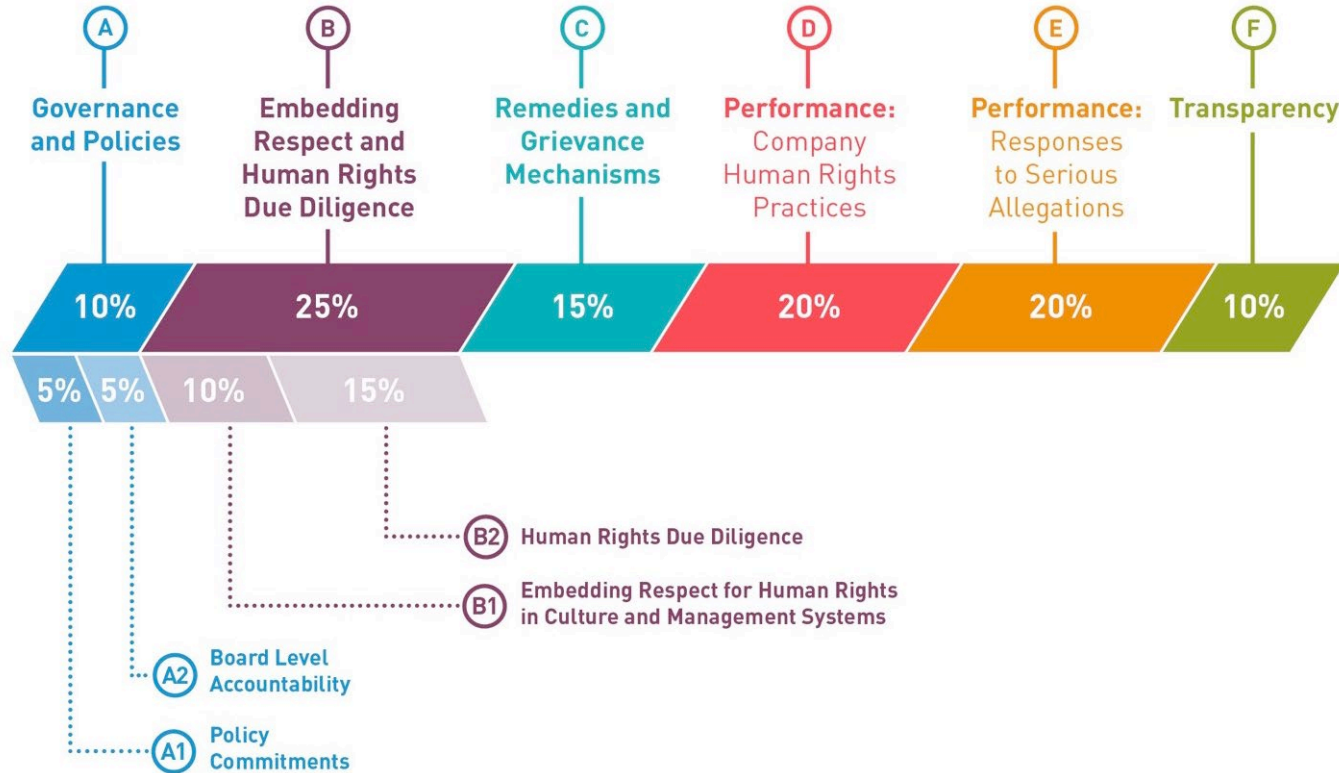 A
Governance
and Policies
B
Embedding
Respect and
Human Rights
Due Diligence
C
Remedies and
Grievance
Mechanisms
D
Performance:
Company
Human Rights
Practices
E
Performance:
Responses
to Serious
Allegations
F
Transparency
10%
25%
15%
20%
20%
10%
5%
5%
10%
15%
B2
Human Rights Due Diligence
B1
Embedding Respect for Human Rights
in Culture and Management Systems
A2
Board Level
Accountability
A1
Policy
Commitments